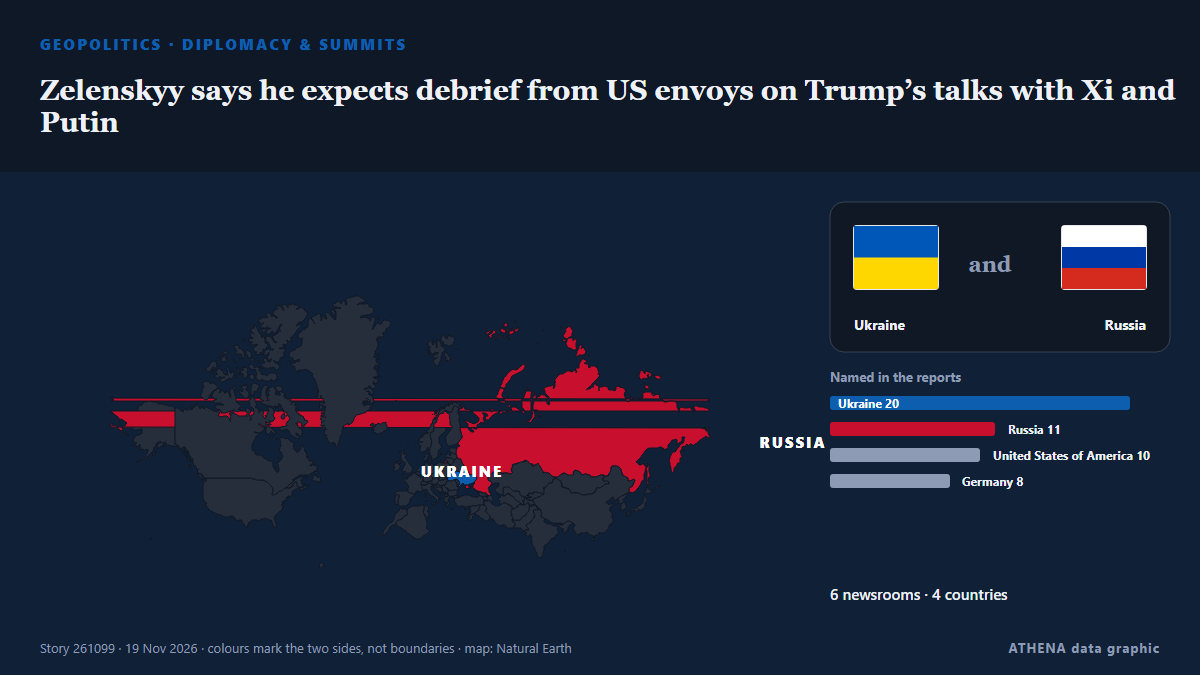 GEOPOLITICS · DIPLOMACY & SUMMITS
Zelenskyy says he expects debrief from US envoys on Trump’s talks with Xi and
Putin
and
Ukraine
Russia
Named in the reports
Ukraine 20
Russia 11
United States of America 10
Germany 8
RUSSIA
UKRAINE
6 newsrooms · 4 countries
Story 261099 · 19 Nov 2026 · colours mark the two sides, not boundaries · map: Natural Earth
ATHENA data graphic